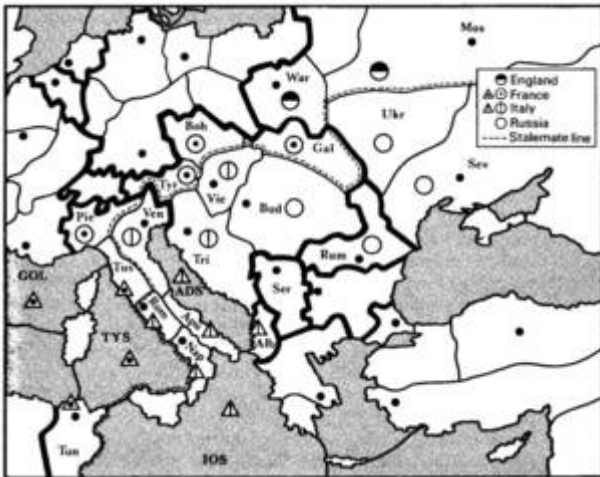 Mos
War
England
France
Italy
Russia
Stalemate line
Ukr
Boh
Gal
Sev
Tyr
Vie
Bud
Pie
Ven
Tri
Rum
GOL
Tus
ADS
Ser
Rom
Apu
Alb
TYS
Nap
Tun
IOS